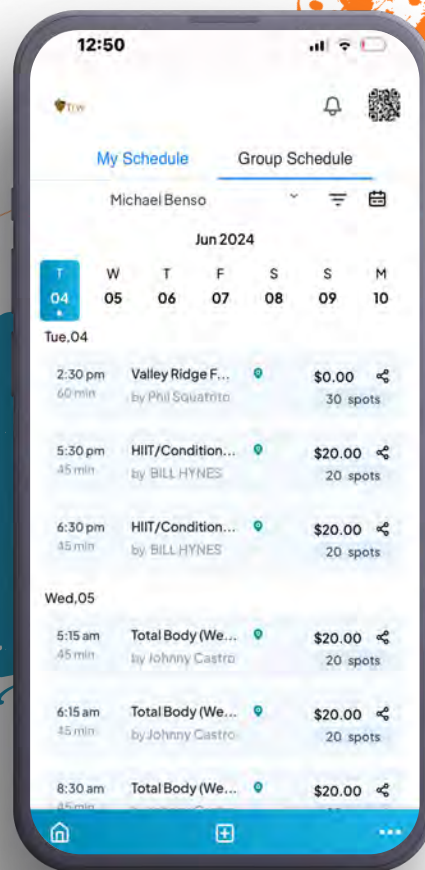 12:50
TFW
My Schedule Group Schedule
Michael Benso
Jun 2024
T W T F S S M
04 05 06 07 08 09 10
Tue,04
2:30 pm Valley Ridge F... $0.00
60 min by Phil Squatrito 30 spots
5:30 pm HIIT/Condition... $20.00
45 min by BILL HYNES 20 spots
6:30 pm HIIT/Condition... $20.00
45 min by BILL HYNES 20 spots
Wed,05
5:15 am Total Body (We... $20.00
45 min by Johnny Castro 20 spots
6:15 am Total Body (We... $20.00
45 min by Johnny Castro 20 spots
8:30 am Total Body (We... $20.00
45 min